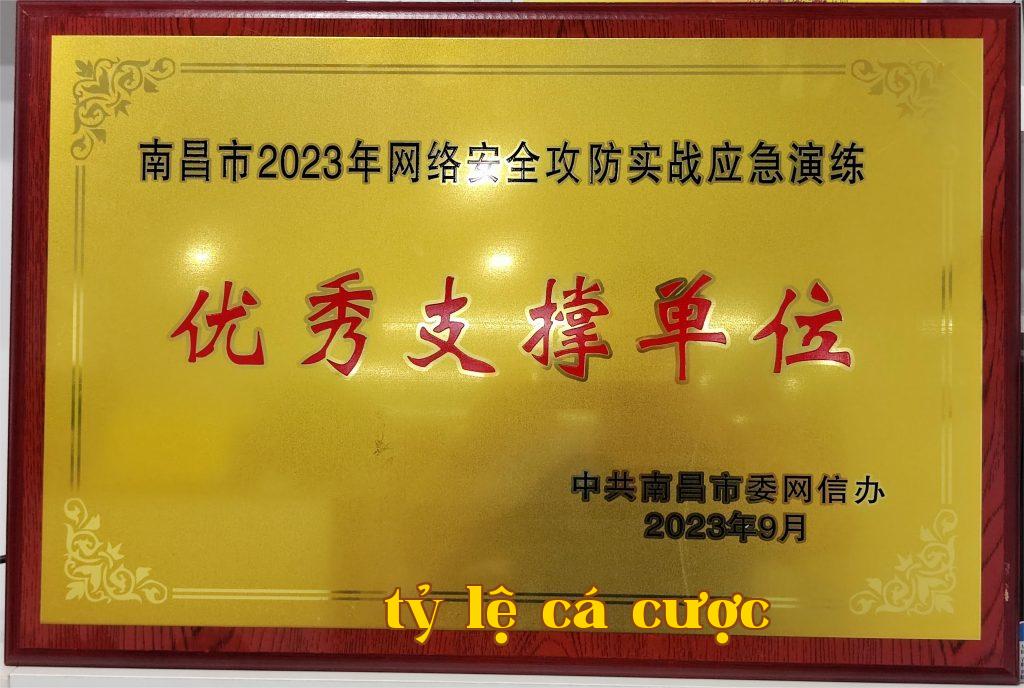 南昌市2023年网络安全攻防实战应急演练
优秀支撑单位
中共南昌市委网信办
2023年9月
tỷ lệ cá cược